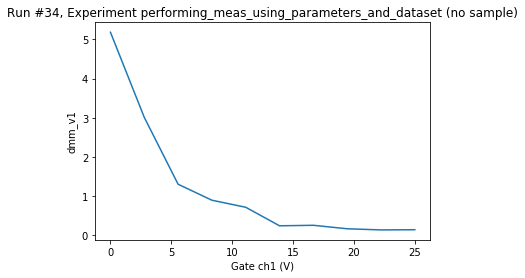 Run #34, Experiment performing_meas_using_parameters_and_dataset (no sample)
5
4
3
2
1
0
dmm_v1
0 5 10 15 20 25
Gate ch1 (V)